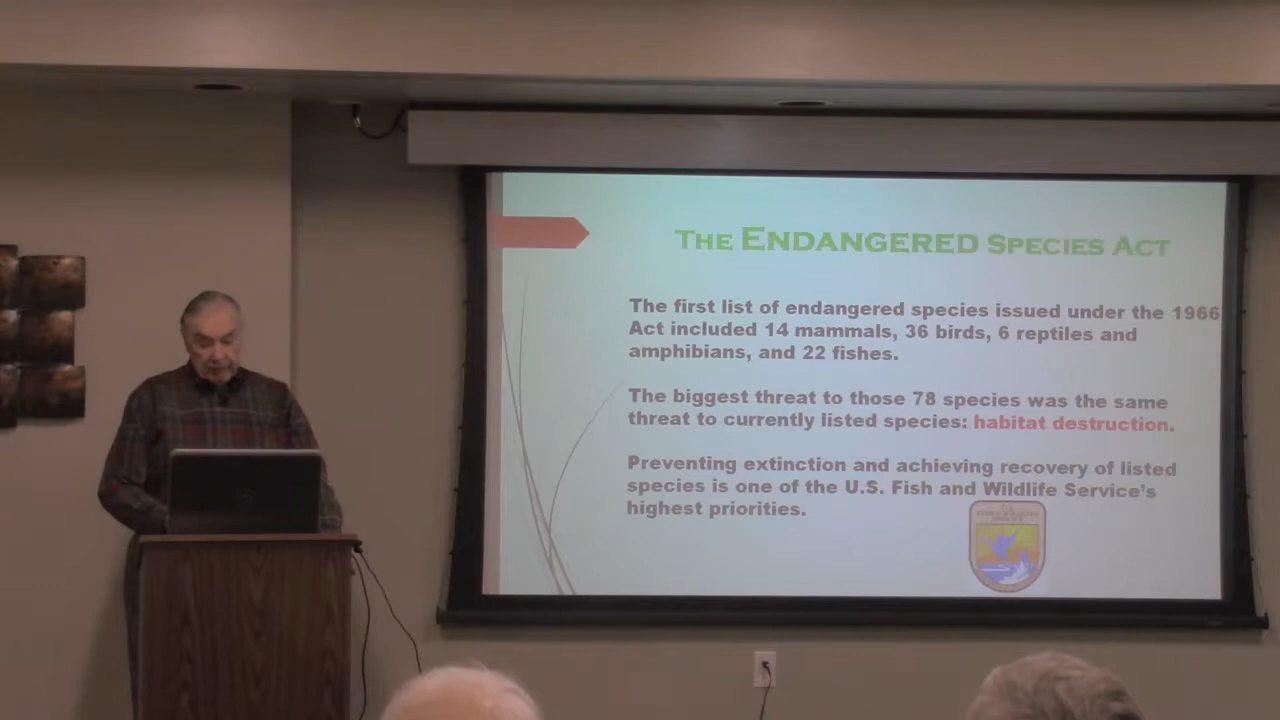 THE ENDANGERED SPECIES ACT
The first list of endangered species issued under the 1966
Act included 14 mammals, 36 birds, 6 reptiles and
amphibians, and 22 fishes.
The biggest threat to those 78 species was the same
threat to currently listed species: habitat destruction.
Preventing extinction and achieving recovery of listed
species is one of the U.S. Fish and Wildlife Service's
highest priorities.